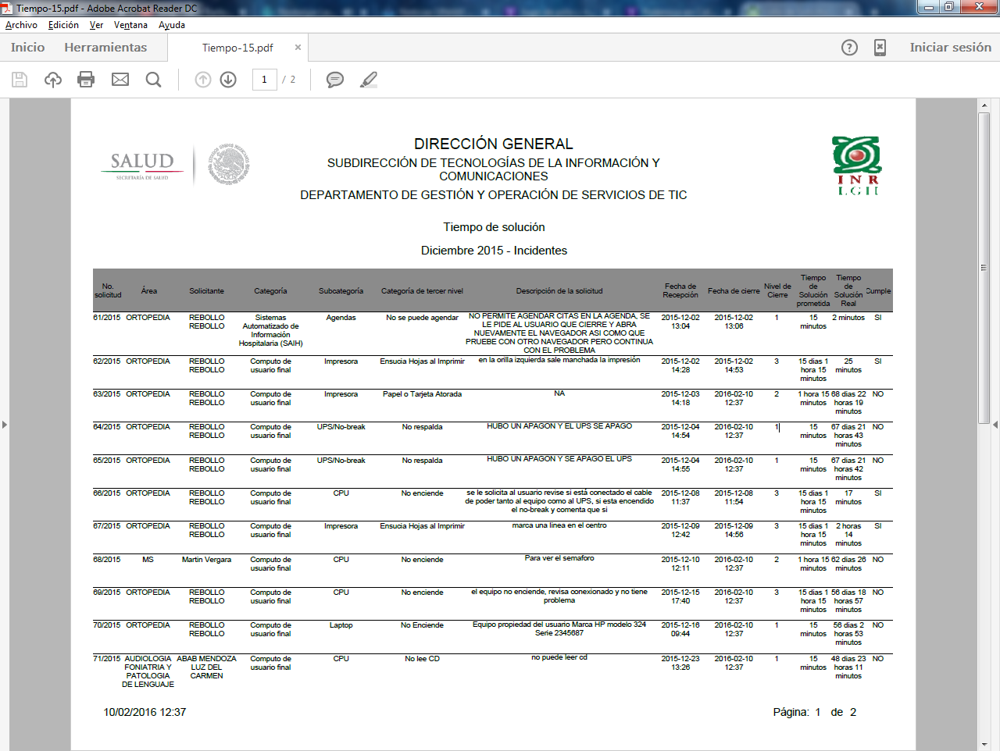 Tiempo-15.pdf - Adobe Acrobat Reader DC
Archivo Edición Ver Ventana Ayuda
Inicio Herramientas Tiempo-15.pdf × Iniciar sesión
1 / 2
SALUD
SECRETARÍA DE SALUD
DIRECCIÓN GENERAL
SUBDIRECCIÓN DE TECNOLOGÍAS DE LA INFORMACIÓN Y
COMUNICACIONES
DEPARTAMENTO DE GESTIÓN Y OPERACIÓN DE SERVICIOS DE TIC
INR
LGII
Tiempo de solución
Diciembre 2015 - Incidentes
No. solicitud Área Solicitante Categoría Subcategoría Categoría de tercer nivel Descripción de la solicitud Fecha de Recepción Fecha de cierre Nivel de Cierre Tiempo de Solución prometida Tiempo de Solución Real Cumple
61/2015 ORTOPEDIA REBOLLO REBOLLO Sistemas Automatizado de Información Hospitalaria (SAIH) Agendas No se puede agendar NO PERMITE AGENDAR CITAS EN LA AGENDA, SE LE PIDE AL USUARIO QUE CIERRE Y ABRA NUEVAMENTE EL NAVEGADOR ASI COMO QUE PRUEBE CON OTRO NAVEGADOR PERO CONTINUA CON EL PROBLEMA 2015-12-02 13:04 2015-12-02 13:06 1 15 minutos 2 minutos SI
62/2015 ORTOPEDIA REBOLLO REBOLLO Computo de usuario final Impresora Ensucia Hojas al Imprimir en la orilla izquierda sale manchada la impresión 2015-12-02 14:28 2015-12-02 14:53 3 15 dias 1 hora 15 minutos 25 minutos SI
63/2015 ORTOPEDIA REBOLLO REBOLLO Computo de usuario final Impresora Papel o Tarjeta Atorada NA 2015-12-03 14:18 2016-02-10 12:37 2 1 hora 15 minutos 68 dias 22 horas 19 minutos NO
64/2015 ORTOPEDIA REBOLLO REBOLLO Computo de usuario final UPS/No-break No respalda HUBO UN APAGON Y EL UPS SE APAGO 2015-12-04 14:54 2016-02-10 12:37 1 15 minutos 67 dias 21 horas 43 minutos NO
65/2015 ORTOPEDIA REBOLLO REBOLLO Computo de usuario final UPS/No-break No respalda HUBO UN APAGON Y SE APAGO EL UPS 2015-12-04 14:55 2016-02-10 12:37 1 15 minutos 67 dias 21 horas 42 minutos NO
66/2015 ORTOPEDIA REBOLLO REBOLLO Computo de usuario final CPU No enciende se le solicita al usuario revise si está conectado el cable de poder tanto al equipo como al UPS, si esta encendido el no-break y comenta que si 2015-12-08 11:37 2015-12-08 11:54 3 15 dias 1 hora 15 minutos 17 minutos SI
67/2015 ORTOPEDIA REBOLLO REBOLLO Computo de usuario final Impresora Ensucia Hojas al Imprimir marca una linea en el centro 2015-12-09 12:42 2015-12-09 14:56 3 15 dias 1 hora 15 minutos 2 horas 14 minutos SI
68/2015 MS Martin Vergara Computo de usuario final CPU No enciende Para ver el semaforo 2015-12-10 12:11 2016-02-10 12:37 2 1 hora 15 minutos 62 dias 26 minutos NO
69/2015 ORTOPEDIA REBOLLO REBOLLO Computo de usuario final CPU No enciende el equipo no enciende, revisa conexionado y no tiene problema 2015-12-15 17:40 2016-02-10 12:37 3 15 dias 1 hora 15 minutos 56 dias 18 horas 57 minutos NO
70/2015 ORTOPEDIA REBOLLO REBOLLO Computo de usuario final Laptop No Enciende Equipo propiedad del usuario Marca HP modelo 324 Serie 2345687 2015-12-16 09:44 2016-02-10 12:37 1 15 minutos 56 dias 2 horas 53 minutos NO
71/2015 AUDIOLOGIA FONIATRIA Y PATOLOGIA DE LENGUAJE ABAB MENDOZA LUZ DEL CARMEN Computo de usuario final CPU No lee CD no puede leer cd 2015-12-23 13:26 2016-02-10 12:37 1 15 minutos 48 dias 23 horas 11 minutos NO
10/02/2016 12:37 Página: 1 de 2